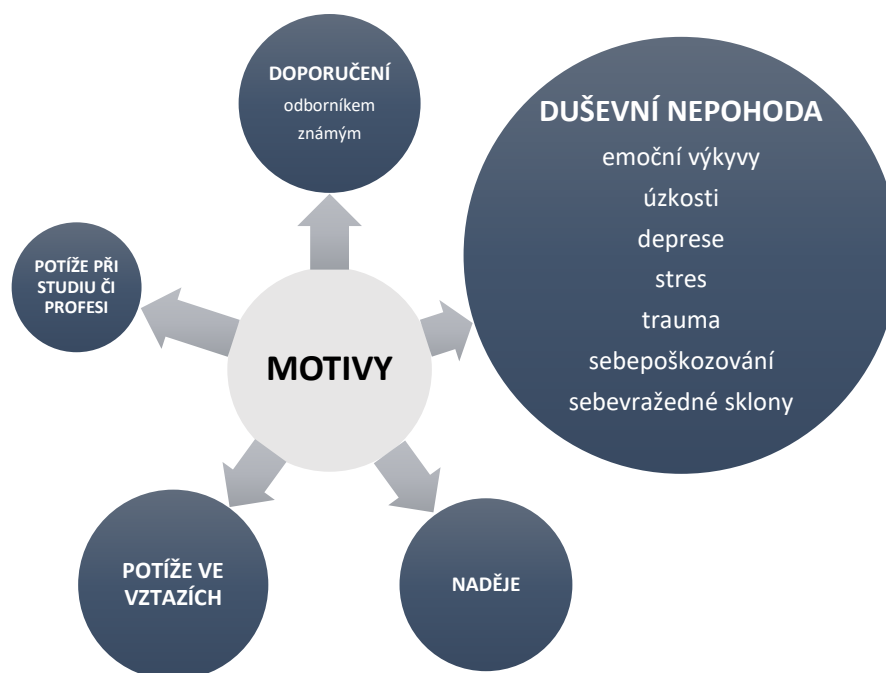 DOPORUČENÍ
odborníkem
známým
DUŠEVNÍ NEPOHODA
emoční výkyvy
úzkosti
deprese
stres
trauma
sebepoškozování
sebevražedné sklony
POTÍŽE PŘI
STUDIU ČI
PROFESI
MOTIVY
POTÍŽE VE
VZTAZÍCH
NADĚJE